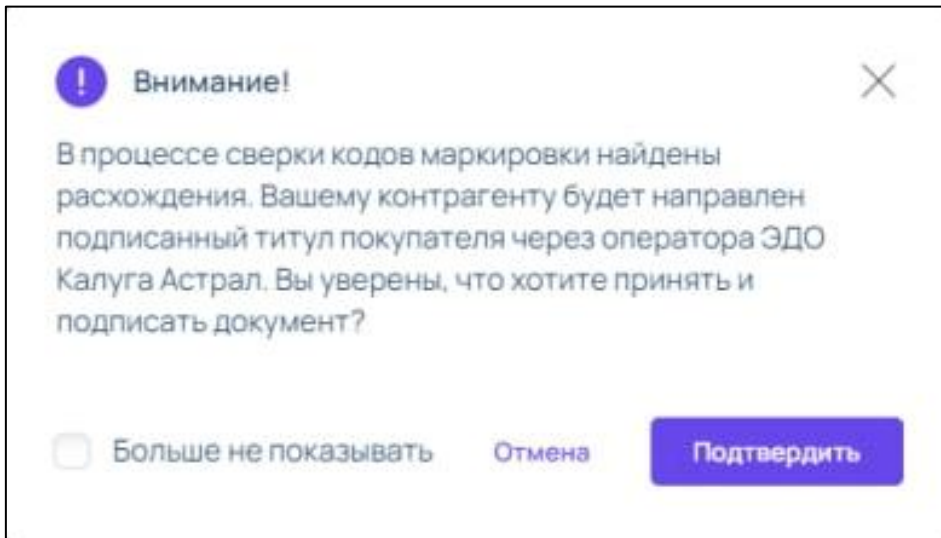 Внимание!
В процессе сверки кодов маркировки найдены
расхождения. Вашему контрагенту будет направлен
подписанный титул покупателя через оператора ЭДО
Калуга Астрал. Вы уверены, что хотите принять и
подписать документ?
Больше не показывать Отмена Подтвердить